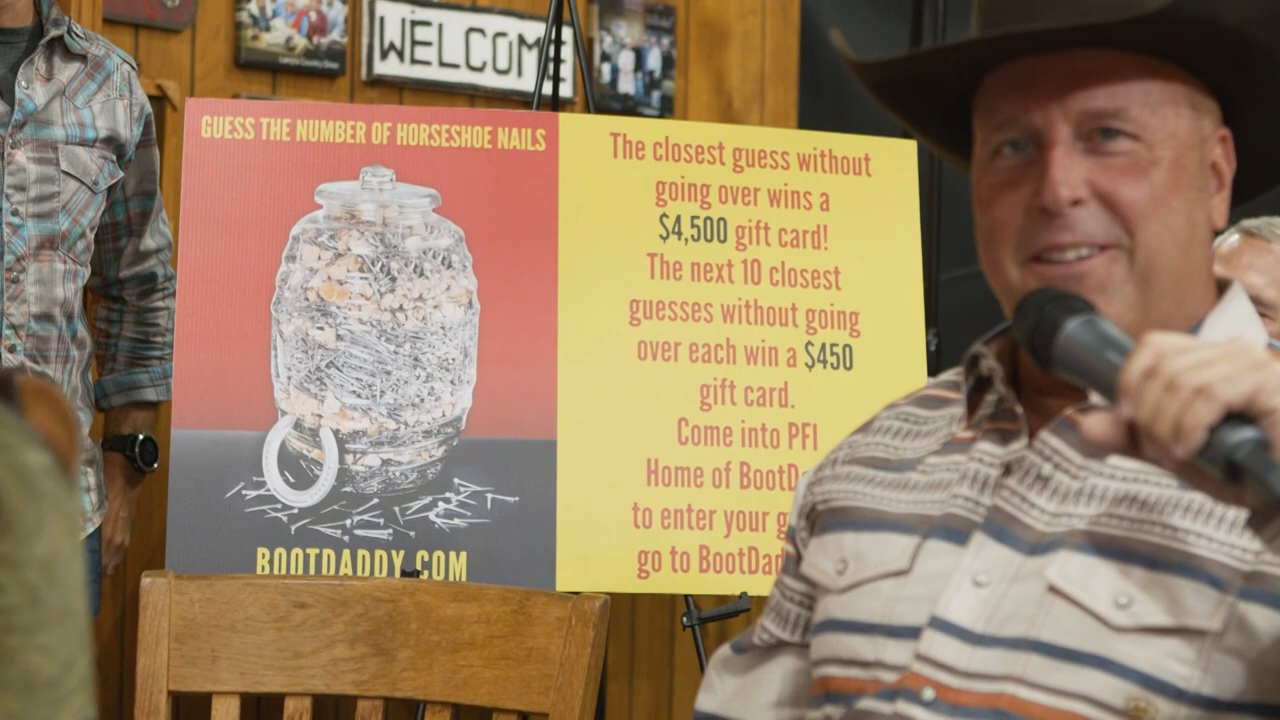 WELCOME
GUESS THE NUMBER OF HORSESHOE NAILS
BOOTDADDY.COM
The closest guess without
going over wins a
$4,500 gift card!
The next 10 closest
guesses without going
over each win a $450
gift card.
Come into PFI
Home of
to enter your
go to